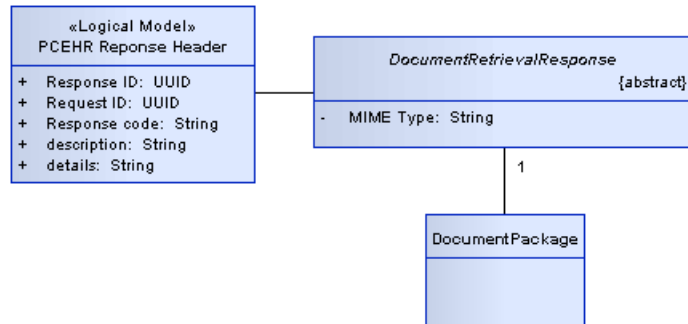 «Logical Model»
PCEHR Reponse Header
+ Response ID: UUID
+ Request ID: UUID
+ Response code: String
+ description: String
+ details: String
DocumentRetrievalResponse
{abstract}
- MIME Type: String
1
DocumentPackage